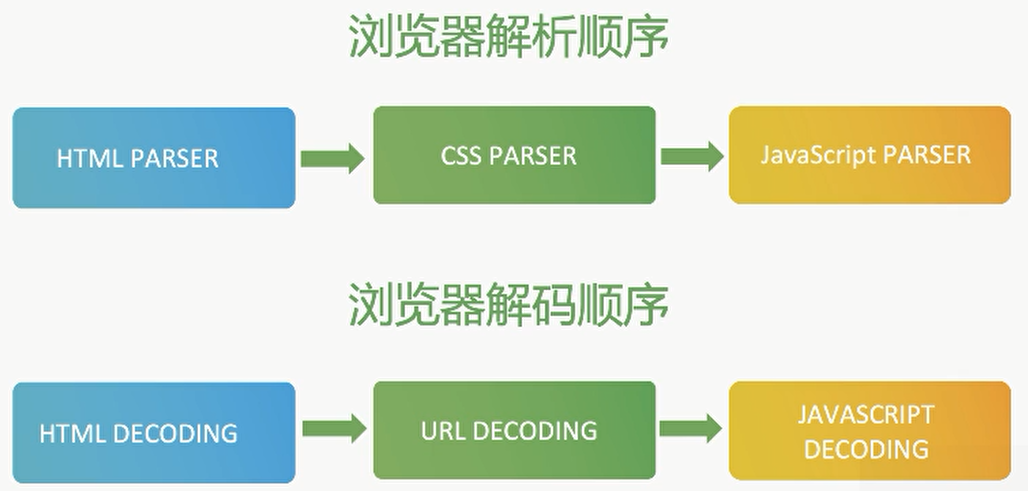 浏览器解析顺序
HTML PARSER
CSS PARSER
JavaScript PARSER
浏览器解码顺序
HTML DECODING
URL DECODING
JAVASCRIPT
DECODING